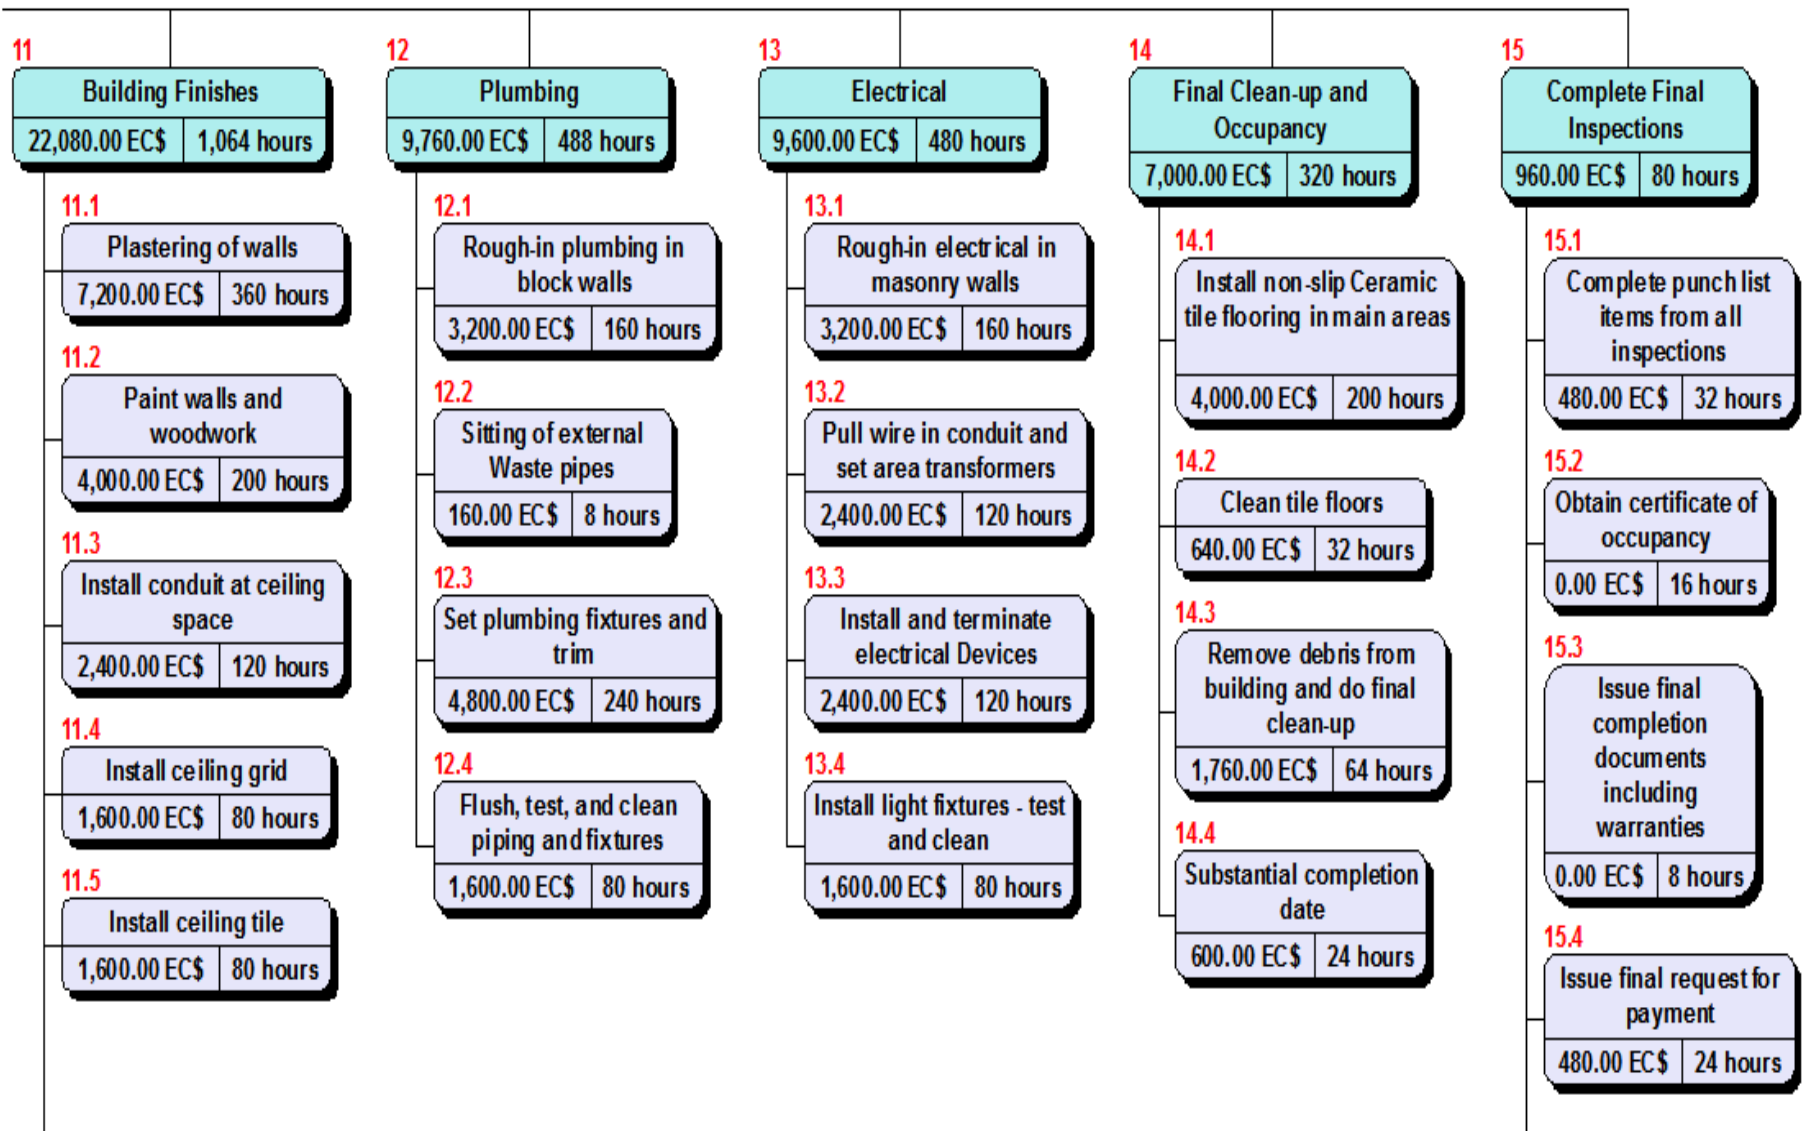 11
Building Finishes
22,080.00 EC$ 1,064 hours
11.1
Plastering of walls
7,200.00 EC$ 360 hours
11.2
Paint walls and
woodwork
4,000.00 EC$ 200 hours
11.3
Install conduit at ceiling
space
2,400.00 EC$ 120 hours
11.4
Install ceiling grid
1,600.00 EC$ 80 hours
11.5
Install ceiling tile
1,600.00 EC$ 80 hours
12
Plumbing
9,760.00 EC$ 488 hours
12.1
Rough-in plumbing in
block walls
3,200.00 EC$ 160 hours
12.2
Sitting of external
Waste pipes
160.00 EC$ 8 hours
12.3
Set plumbing fixtures and
trim
4,800.00 EC$ 240 hours
12.4
Flush, test, and clean
piping and fixtures
1,600.00 EC$ 80 hours
13
Electrical
9,600.00 EC$ 480 hours
13.1
Rough-in electrical in
masonry walls
3,200.00 EC$ 160 hours
13.2
Pull wire in conduit and
set area transformers
2,400.00 EC$ 120 hours
13.3
Install and terminate
electrical Devices
2,400.00 EC$ 120 hours
13.4
Install light fixtures - test
and clean
1,600.00 EC$ 80 hours
14
Final Clean-up and
Occupancy
7,000.00 EC$ 320 hours
14.1
Install non-slip Ceramic
tile flooring in main areas
4,000.00 EC$ 200 hours
14.2
Clean tile floors
640.00 EC$ 32 hours
14.3
Remove debris from
building and do final
clean-up
1,760.00 EC$ 64 hours
14.4
Substantial completion
date
600.00 EC$ 24 hours
15
Complete Final
Inspections
960.00 EC$ 80 hours
15.1
Complete punch list
items from all
inspections
480.00 EC$ 32 hours
15.2
Obtain certificate of
occupancy
0.00 EC$ 16 hours
15.3
Issue final
completion
documents
including
warranties
0.00 EC$ 8 hours
15.4
Issue final request for
payment
480.00 EC$ 24 hours